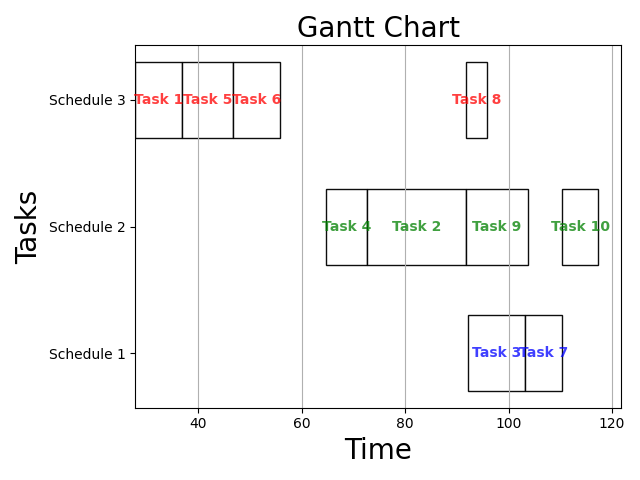 Gantt Chart
Schedule 3
Task 1
Task 5
Task 6
Task 8
Schedule 2
Task 4
Task 2
Task 9
Task 10
Schedule 1
Task 3
Task 7
Tasks
40 60 80 100 120
Time